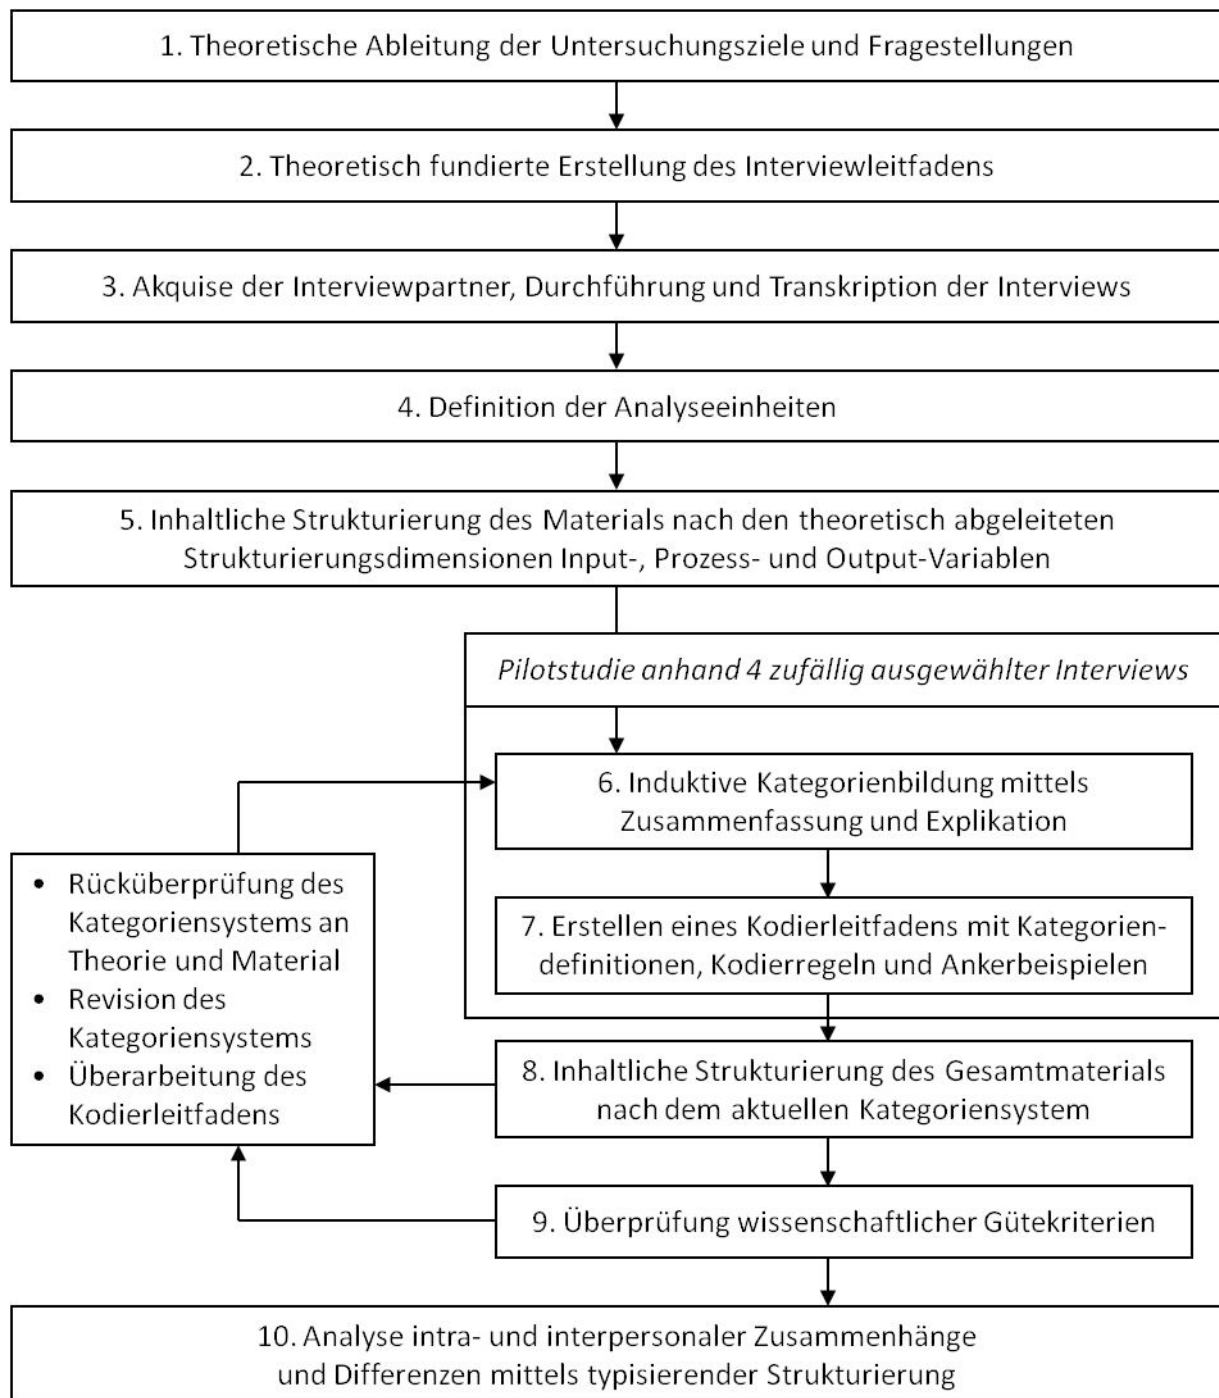 1. Theoretische Ableitung der Untersuchungsziele und Fragestellungen
2. Theoretisch fundierte Erstellung des Interviewleitfadens
3. Akquise der Interviewpartner, Durchführung und Transkription der Interviews
4. Definition der Analyseeinheiten
5. Inhaltliche Strukturierung des Materials nach den theoretisch abgeleiteten
Strukturierungsdimensionen Input-, Prozess- und Output-Variablen
Pilotstudie anhand 4 zufällig ausgewählter Interviews
6. Induktive Kategorienbildung mittels
Zusammenfassung und Explikation
7. Erstellen eines Kodierleitfadens mit Kategorien-
definitionen, Kodierregeln und Ankerbeispielen
• Rücküberprüfung des
Kategoriensystems an
Theorie und Material
• Revision des
Kategoriensystems
• Überarbeitung des
Kodierleitfadens
8. Inhaltliche Strukturierung des Gesamtmaterials
nach dem aktuellen Kategoriensystem
9. Überprüfung wissenschaftlicher Gütekriterien
10. Analyse intra- und interpersonaler Zusammenhänge
und Differenzen mittels typisierender Strukturierung